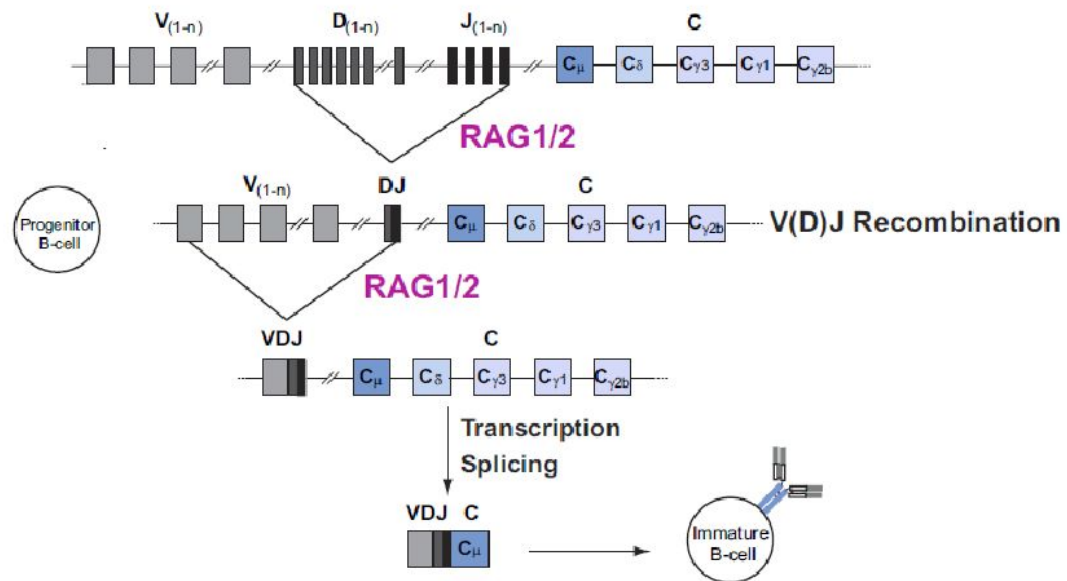 V(1-n) D(1-n) J(1-n) C
Cμ Cδ Cγ3 Cγ1 Cγ2b
RAG1/2
V(1-n) DJ C
Progenitor
B-cell
Cμ Cδ Cγ3 Cγ1 Cγ2b
V(D)J Recombination
RAG1/2
VDJ C
Cμ Cδ Cγ3 Cγ1 Cγ2b
Transcription
Splicing
VDJ C
Cμ
Immature
B-cell